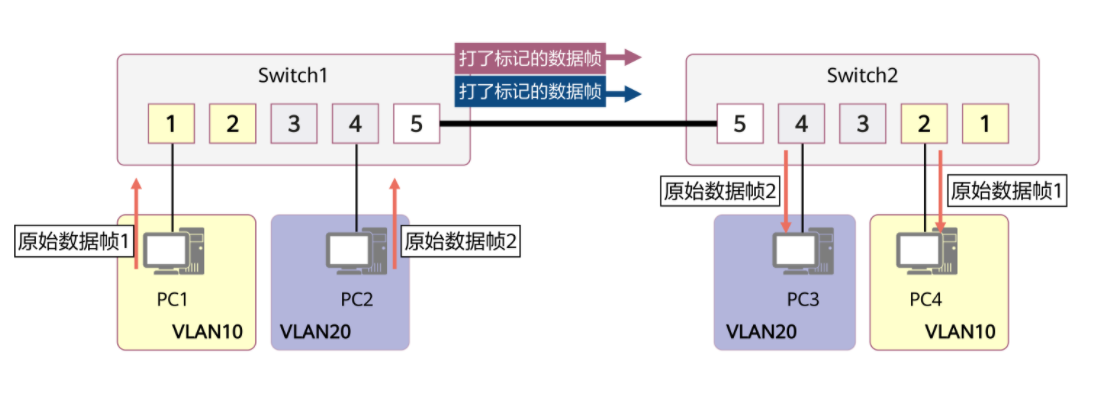 打了标记的数据帧
打了标记的数据帧
Switch1
Switch2
1 2 3 4 5
5 4 3 2 1
原始数据帧1
原始数据帧2
原始数据帧2
原始数据帧1
PC1
PC2
PC3
PC4
VLAN10
VLAN20
VLAN20
VLAN10